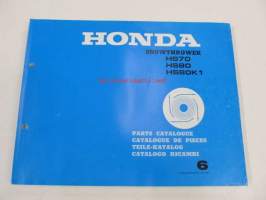 HONDA
SNOWTHROWER
HS70
HS80
HS80K1
PARTS CATALOGUE
CATALOGUE DE PIECES
TEILE-KATALOG
CATALOGO RICAMBI
6